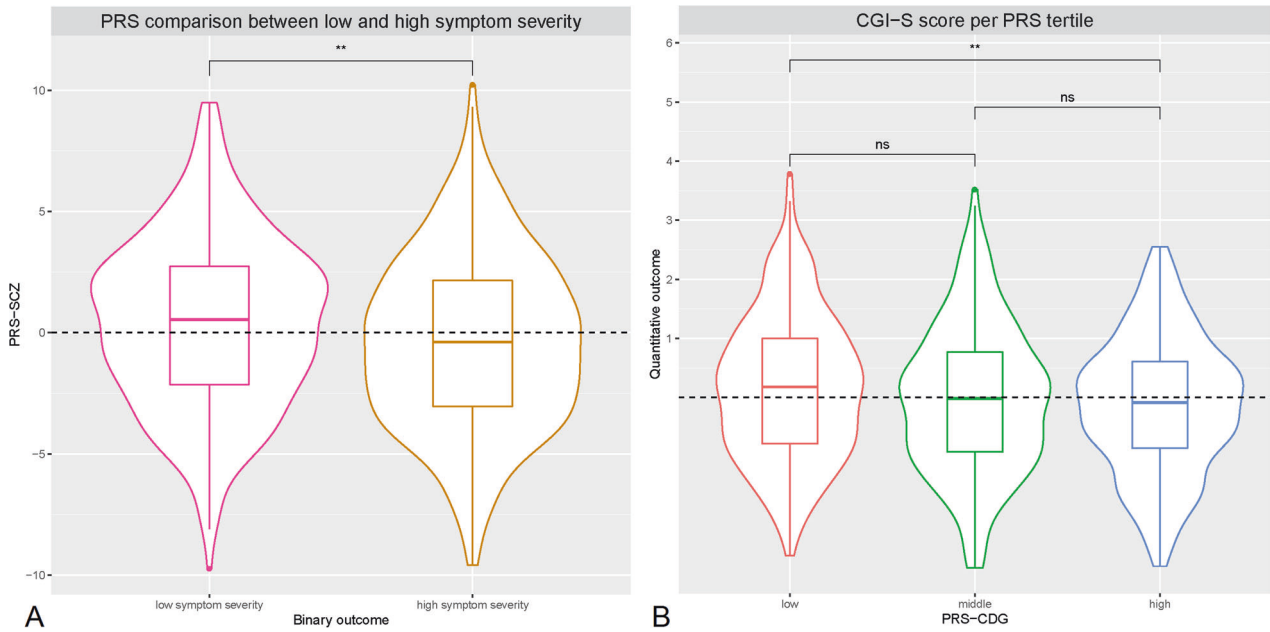 PRS comparison between low and high symptom severity
**
10
5
0
−5
−10
PRS−SCZ
low symptom severity
high symptom severity
Binary outcome
A
CGI−S score per PRS tertile
6
5
4
3
2
1
**
ns
ns
Quantitative outcome
low
middle
high
PRS−CDG
B